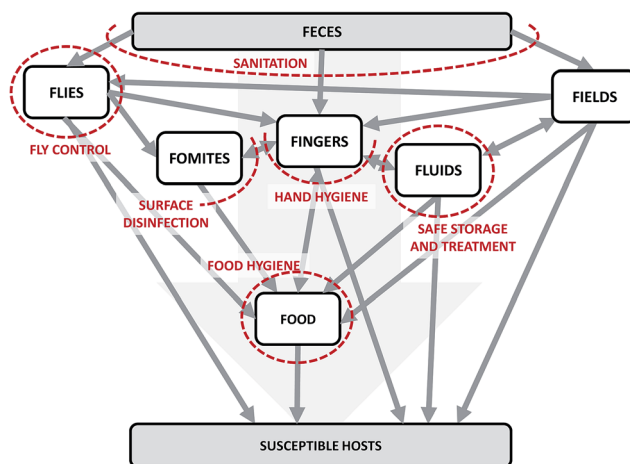 FECES
SANITATION
FLIES
FIELDS
FINGERS
FLY CONTROL
FOMITES
FLUIDS
HAND HYGIENE
SURFACE
DISINFECTION
SAFE STORAGE
AND TREATMENT
FOOD HYGIENE
FOOD
SUSCEPTIBLE HOSTS